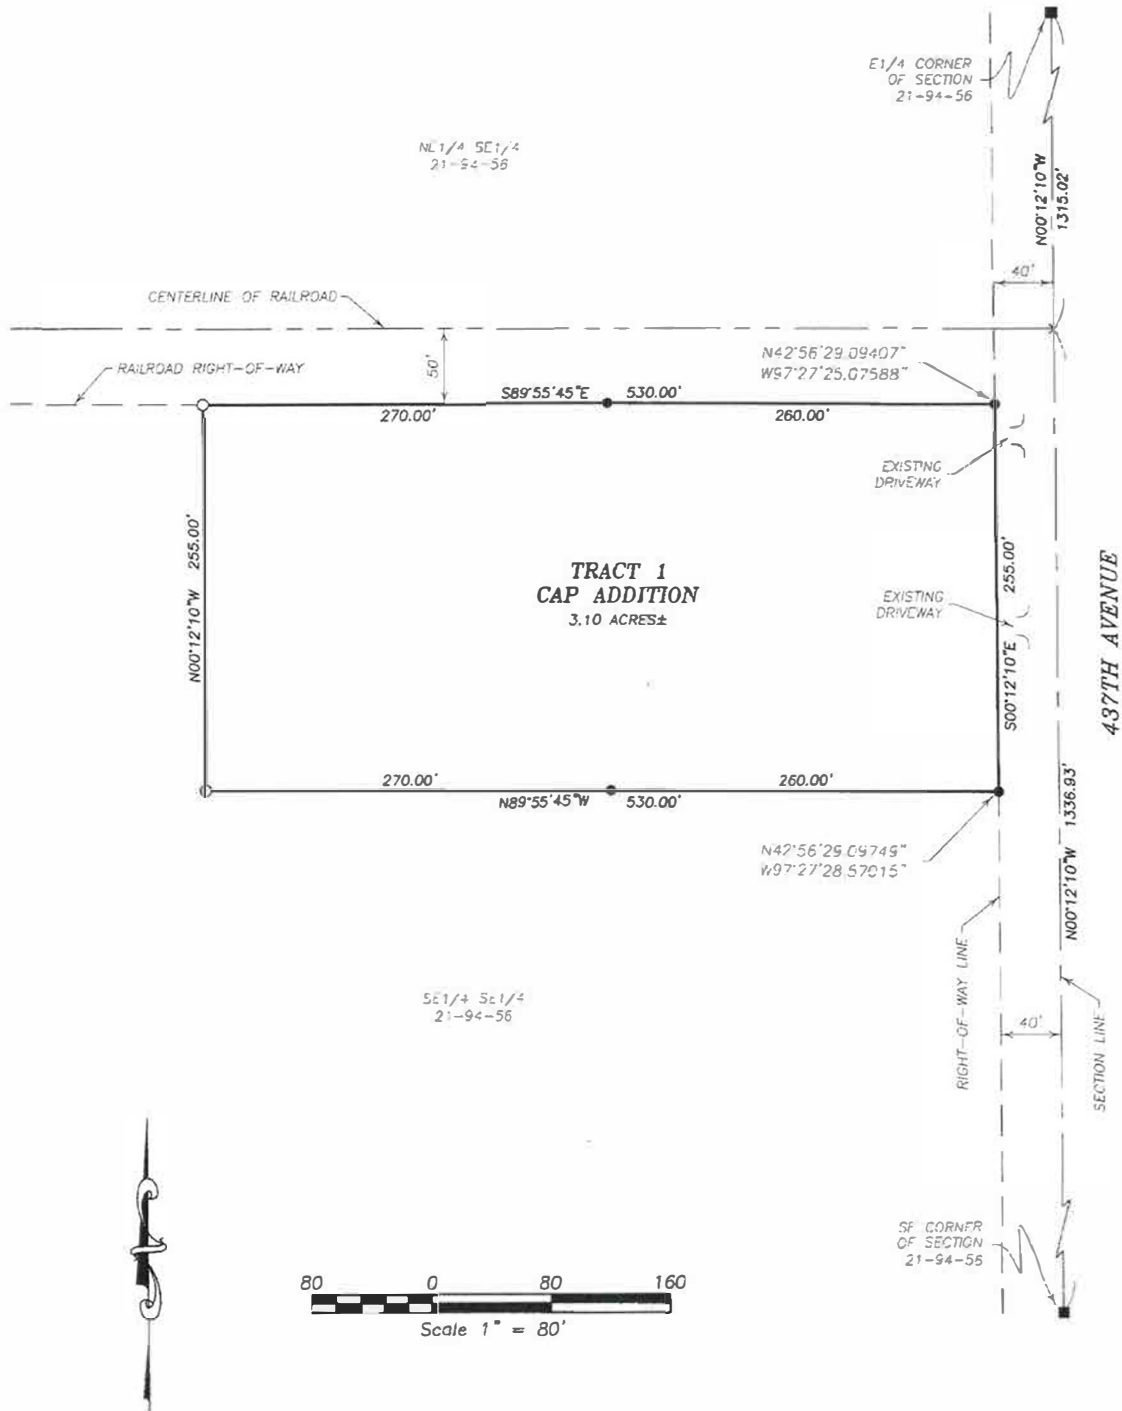 E1/4 CORNER
OF SECTION
21-94-56
NE1/4 SE1/4
21-94-56
N00°12'10"W
1315.02'
40'
CENTERLINE OF RAILROAD
50'
N42°56'29.09407"
W97°27'25.07588"
RAILROAD RIGHT-OF-WAY
S89°55'45"E 530.00'
270.00' 260.00'
EXISTING
DRIVEWAY
N00°12'10"W 255.00'
TRACT 1
CAP ADDITION
3.10 ACRES±
S00°12'10"E 255.00'
EXISTING
DRIVEWAY
437TH AVENUE
270.00' 260.00'
N89°55'45"W 530.00'
N42°56'29.09749"
W97°27'28.57015"
N00°12'10"W 1336.93'
SE1/4 SE1/4
21-94-56
RIGHT-OF-WAY LINE
40'
SECTION LINE
SE CORNER
OF SECTION
21-94-56
80 0 80 160
Scale 1" = 80'